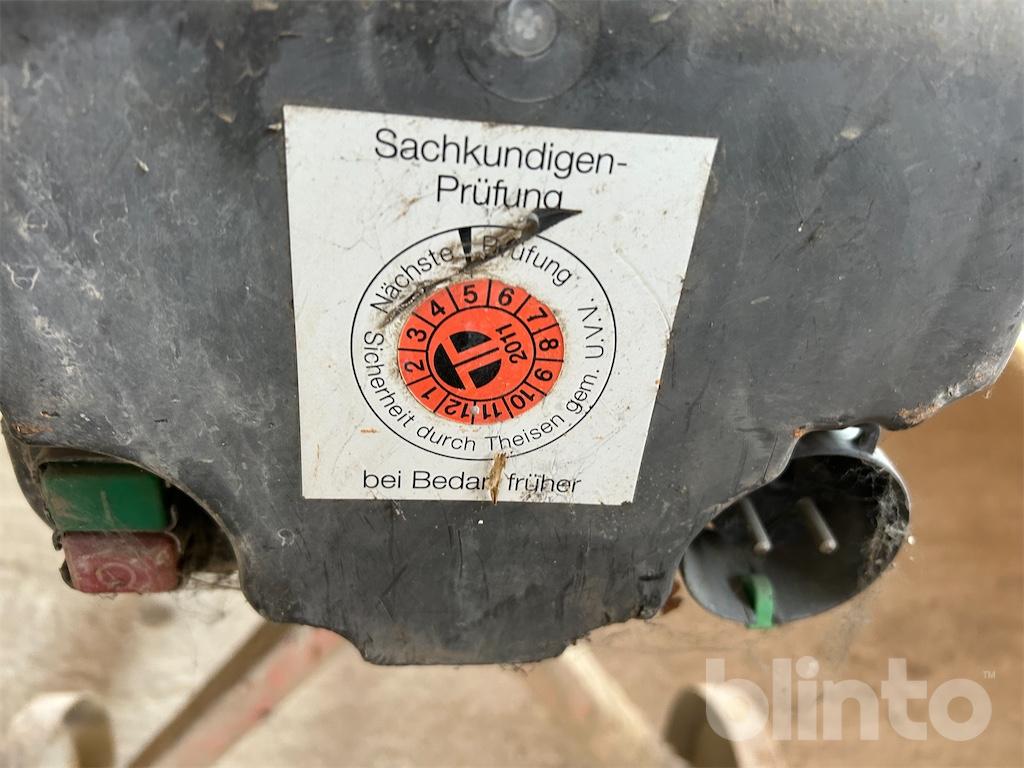 Sachkundigen-
Prüfung
Nächste Prüfung
Sicherheit durch Theisen gem. U.V.V.
1 2 3 4 5 6 7 8 9 10 11 12
2011
bei Bedarf früher
blinto™